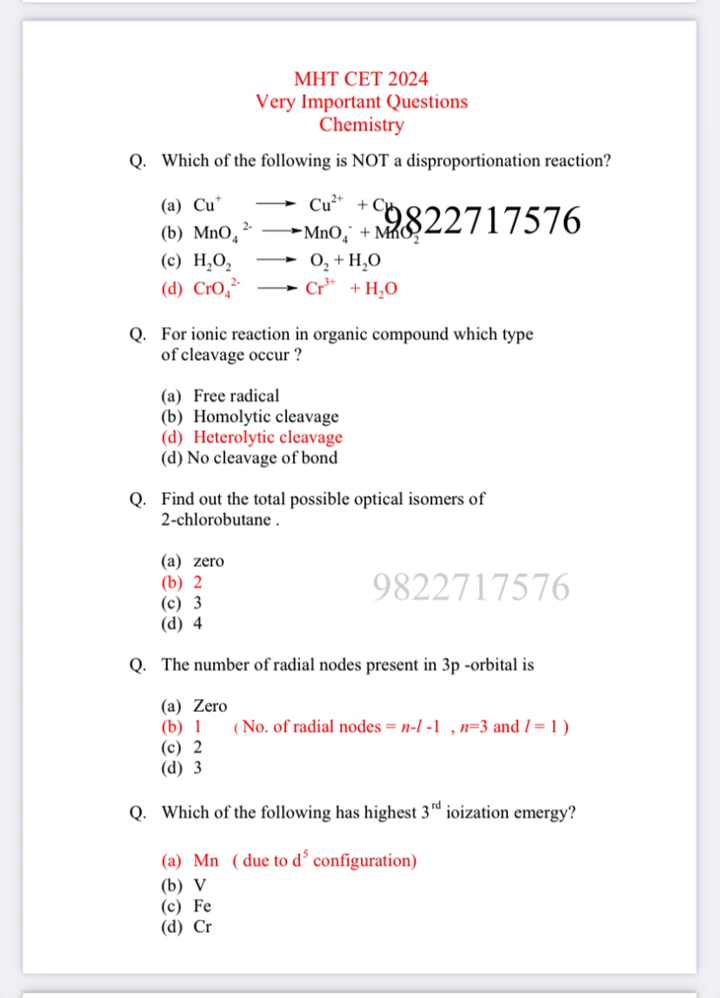 MHT CET 2024
Very Important Questions
Chemistry
Q. Which of the following is NOT a disproportionation reaction?
(a) Cu⁺ ⟶ Cu²⁺ + Cu
9822717576
(b) MnO₄²⁻ ⟶ MnO₄⁻ + MnO₂
(c) H₂O₂ ⟶ O₂ + H₂O
(d) CrO₄²⁻ ⟶ Cr³⁺ + H₂O
Q. For ionic reaction in organic compound which type
of cleavage occur ?
(a) Free radical
(b) Homolytic cleavage
(d) Heterolytic cleavage
(d) No cleavage of bond
Q. Find out the total possible optical isomers of
2-chlorobutane .
(a) zero
(b) 2
9822717576
(c) 3
(d) 4
Q. The number of radial nodes present in 3p -orbital is
(a) Zero
(b) 1 ( No. of radial nodes = n-l -1 , n=3 and l = 1 )
(c) 2
(d) 3
Q. Which of the following has highest 3ʳᵈ ioization emergy?
(a) Mn ( due to d⁵ configuration)
(b) V
(c) Fe
(d) Cr